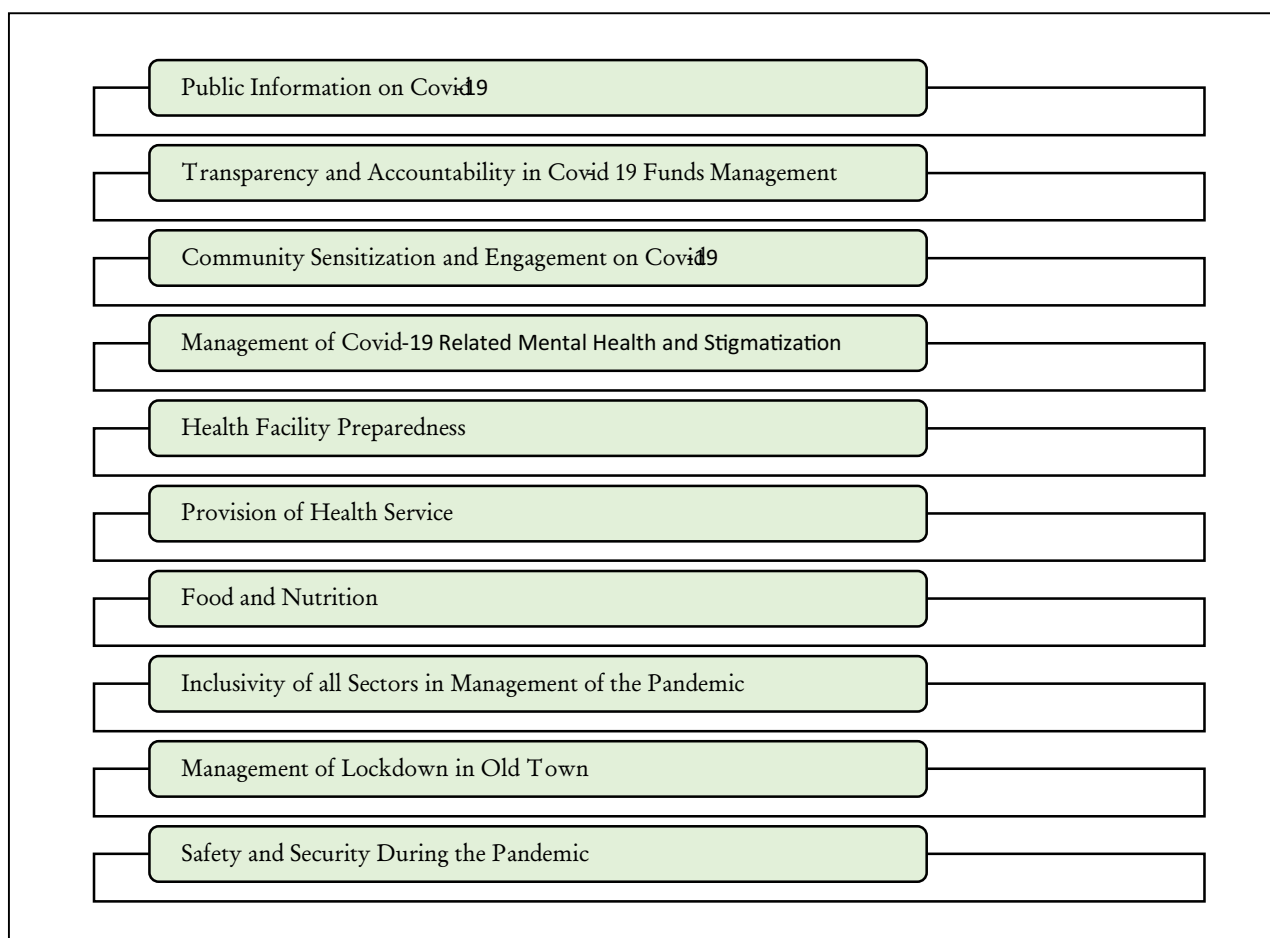 Public Information on Covid-19
Transparency and Accountability in Covid-19 Funds Management
Community Sensitization and Engagement on Covid-19
Management of Covid-19 Related Mental Health and Stigmatization
Health Facility Preparedness
Provision of Health Service
Food and Nutrition
Inclusivity of all Sectors in Management of the Pandemic
Management of Lockdown in Old Town
Safety and Security During the Pandemic